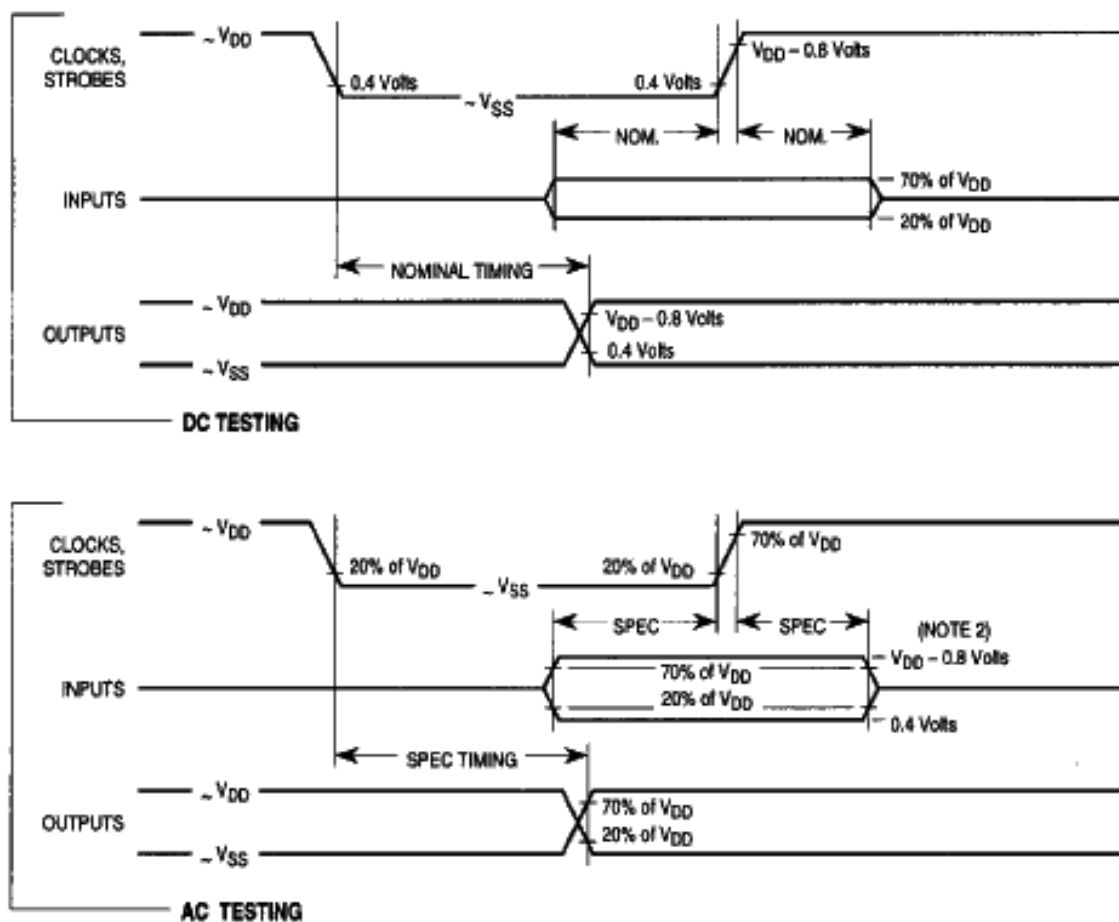 ~ VDD
CLOCKS,
STROBES
VDD – 0.8 Volts
0.4 Volts
0.4 Volts
~ VSS
NOM.
NOM.
INPUTS
70% of VDD
20% of VDD
NOMINAL TIMING
~ VDD
OUTPUTS
VDD – 0.8 Volts
0.4 Volts
~ VSS
DC TESTING
~ VDD
CLOCKS,
STROBES
70% of VDD
20% of VDD
20% of VDD
~ VSS
SPEC
SPEC
(NOTE 2)
VDD – 0.8 Volts
INPUTS
70% of VDD
20% of VDD
0.4 Volts
SPEC TIMING
~ VDD
OUTPUTS
70% of VDD
20% of VDD
~ VSS
AC TESTING